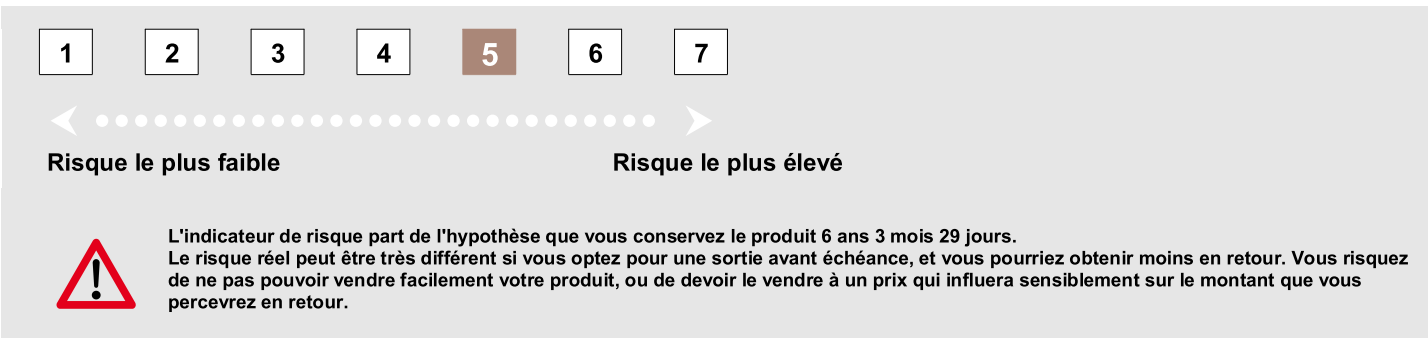 1 2 3 4 5 6 7
Risque le plus faible Risque le plus élevé
L'indicateur de risque part de l'hypothèse que vous conservez le produit 6 ans 3 mois 29 jours.
Le risque réel peut être très différent si vous optez pour une sortie avant échéance, et vous pourriez obtenir moins en retour. Vous risquez
de ne pas pouvoir vendre facilement votre produit, ou de devoir le vendre à un prix qui influera sensiblement sur le montant que vous
percevrez en retour.